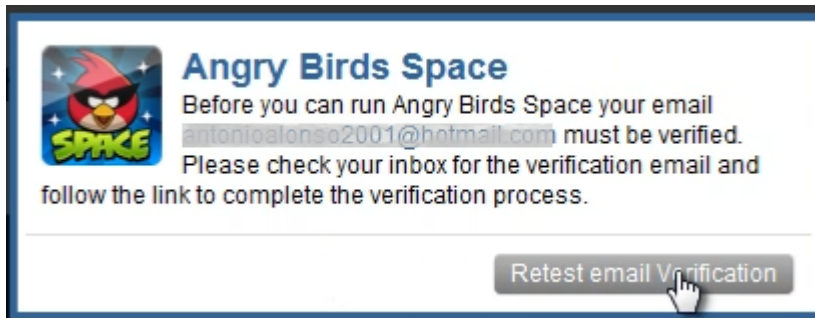 Angry Birds Space
Before you can run Angry Birds Space your email
antonioalonso2001@hotmail.com must be verified.
Please check your inbox for the verification email and
follow the link to complete the verification process.
SPACE
Retest email Verification